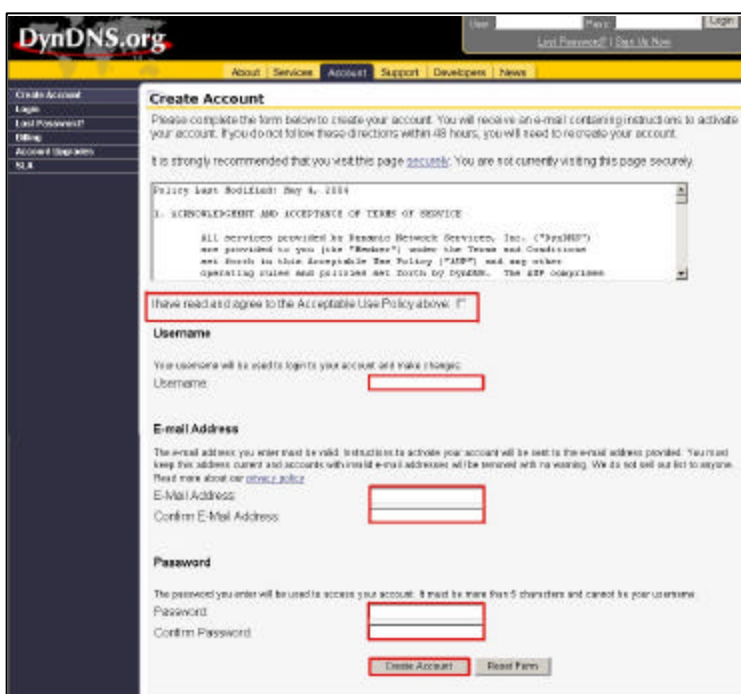 DynDNS.org
User: Pass: Login
Lost Password? | Sign Up Now
About Services Account Support Developers News
Create Account
Login
Lost Password?
Billing
Account Upgrades
SLA
Create Account
Please complete the form below to create your account. You will receive an e-mail containing instructions to activate
your account. If you do not follow these directions within 48 hours, you will need to recreate your account.
It is strongly recommended that you visit this page securely. You are not currently visiting this page securely.
Policy Last Modified: May 4, 2004
1. ACKNOWLEDGMENT AND ACCEPTANCE OF TERMS OF SERVICE
All services provided by Dynamic Network Services, Inc. ("DynDNS")
are provided to you (the "Member") under the Terms and Conditions
set forth in this Acceptable Use Policy ("AUP") and any other
operating rules and policies set forth by DynDNS. The AUP comprises
I have read and agree to the Acceptable Use Policy above:
Username
Your username will be used to login to your account and make changes.
Username:
E-mail Address
The e-mail address you enter must be valid. Instructions to activate your account will be sent to the e-mail address provided. You must
keep this address current and accounts with invalid e-mail addresses will be removed with no warning. We do not sell our list to anyone.
Read more about our privacy policy
E-Mail Address:
Confirm E-Mail Address:
Password
The password you enter will be used to access your account. It must be more than 5 characters and cannot be your username.
Password:
Confirm Password:
Create Account Reset Form